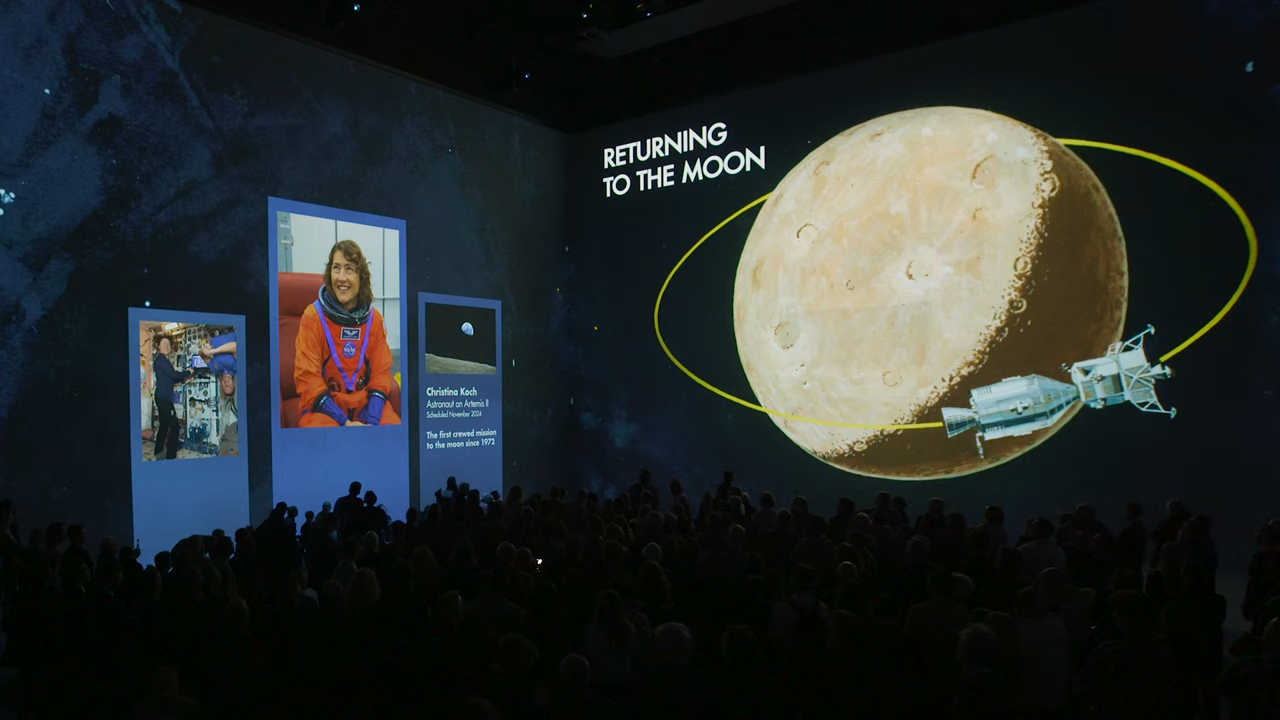 RETURNING
TO THE MOON
NASA
Christina Koch
Astronaut on Artemis II
Scheduled November 2024
The first crewed mission
to the moon since 1972